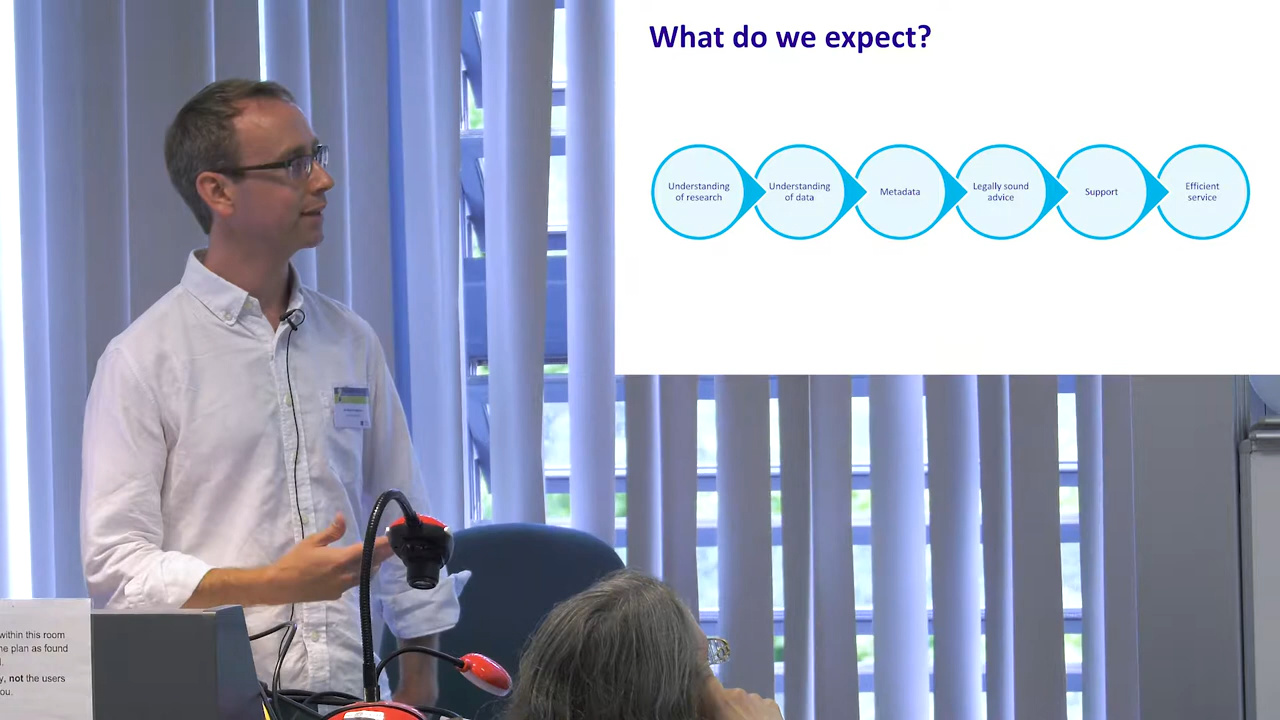 What do we expect?
Understanding
of research
Understanding
of data
Metadata
Legally sound
advice
Support
Efficient
service
within this room
he plan as found
y, not the users
ou.